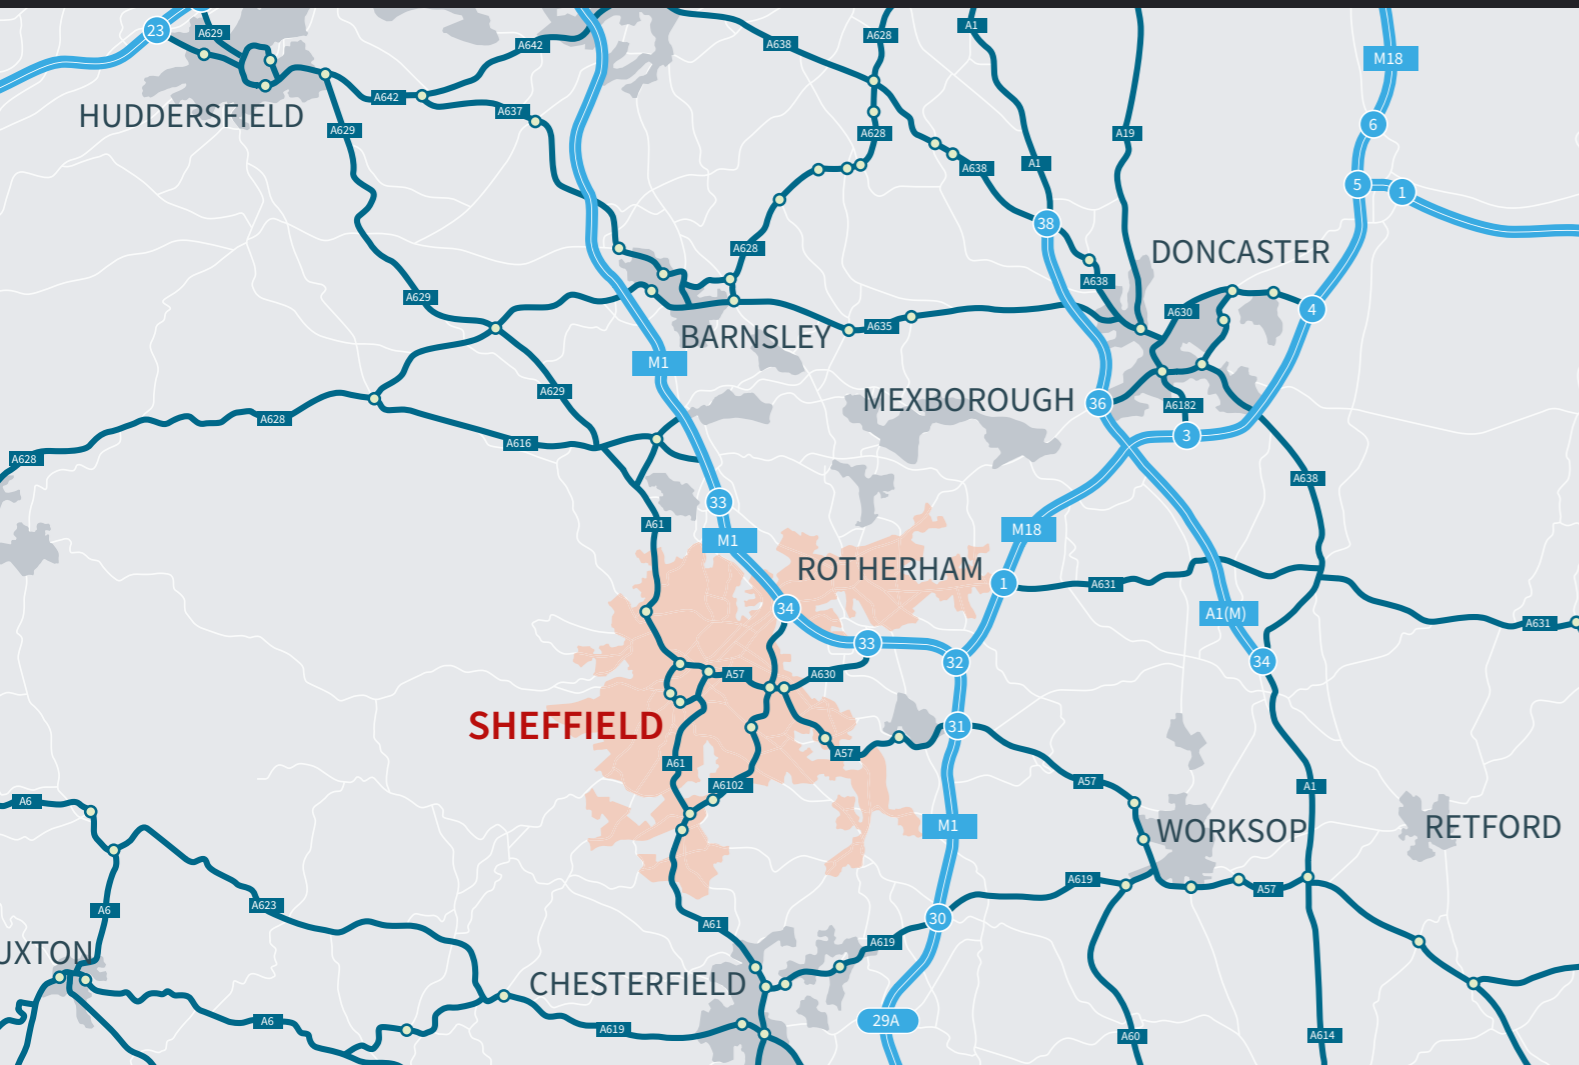 23
A629
A642
A638
A628
A1
M18
A642
A637
A629
A628
A638
A1
A19
6
5
1
HUDDERSFIELD
38
A628
DONCASTER
A638
A629
A630
4
BARNSLEY
A635
M1
A629
MEXBOROUGH
36
A6182
3
A628
A616
A628
A638
33
A61
M1
M18
ROTHERHAM
1
A631
34
A1(M)
A631
33
32
34
A57
A630
SHEFFIELD
31
A57
A61
A6102
A57
A1
A6
M1
WORKSOP
RETFORD
A619
A57
A623
A6
30
A61
A619
UXTON
CHESTERFIELD
29A
A6
A619
A60
A614